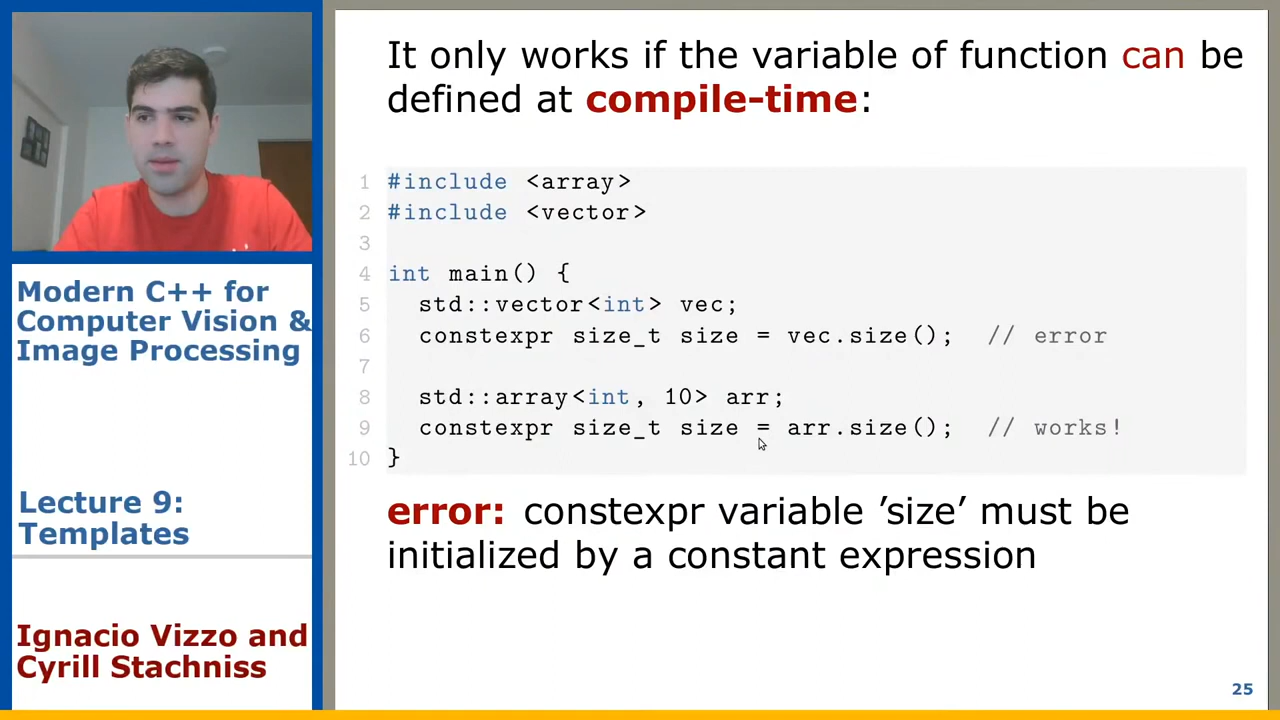 It only works if the variable of function can be
defined at compile-time:
1 #include <array>
2 #include <vector>
3
4 int main() {
5 std::vector<int> vec;
6 constexpr size_t size = vec.size(); // error
7
8 std::array<int, 10> arr;
9 constexpr size_t size = arr.size(); // works!
10 }
error: constexpr variable ’size’ must be
initialized by a constant expression
Modern C++ for
Computer Vision &
Image Processing
Lecture 9:
Templates
Ignacio Vizzo and
Cyrill Stachniss
25